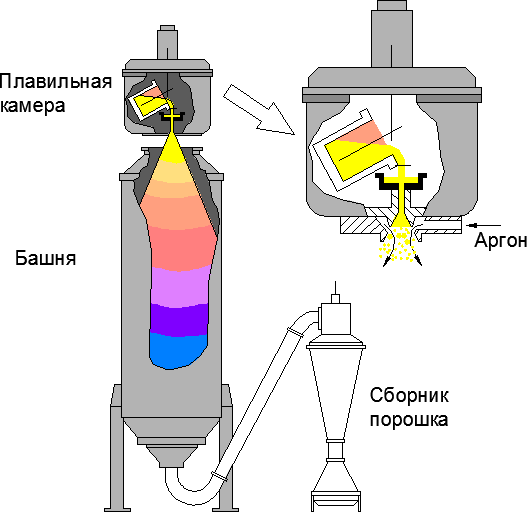 Плавильная
камера
Аргон
Башня
Сборник
порошка